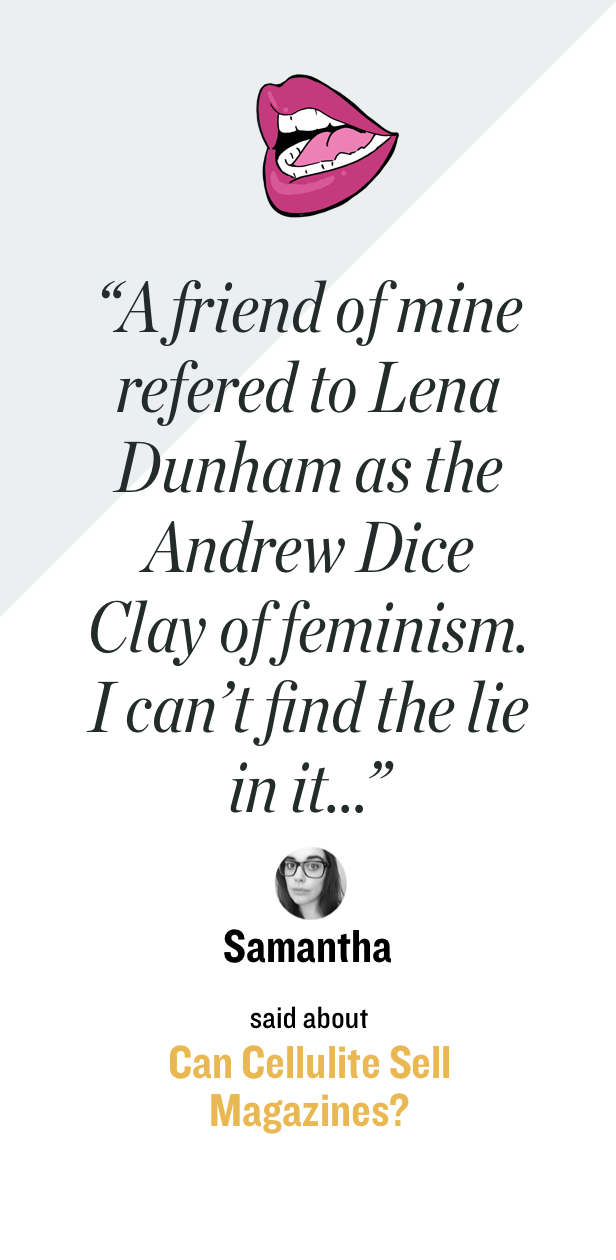 “A friend of mine
refered to Lena
Dunham as the
Andrew Dice
Clay of feminism.
I can’t find the lie
in it...”
Samantha
said about
Can Cellulite Sell
Magazines?